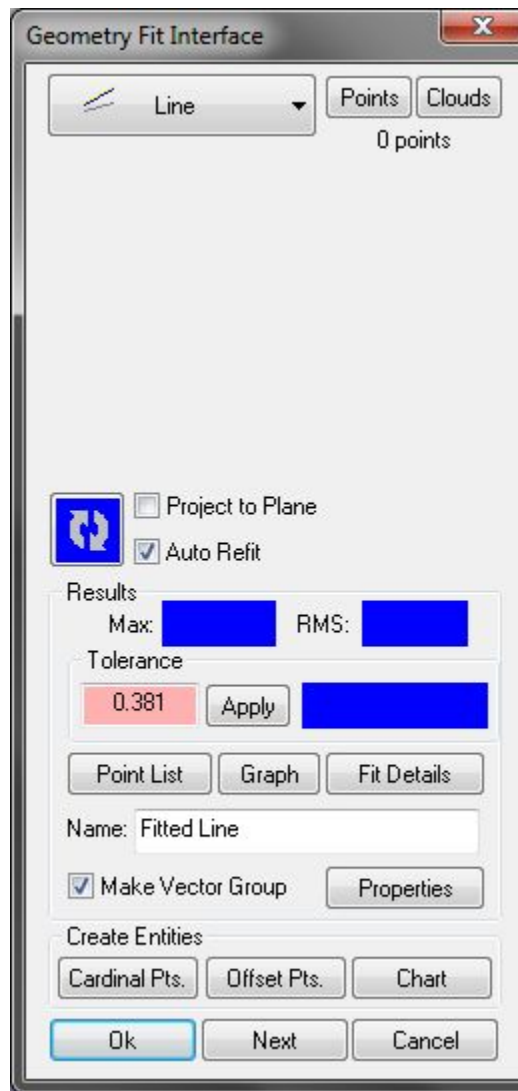 Geometry Fit Interface
Line Points Clouds
0 points
Project to Plane
Auto Refit
Results
Max: RMS:
Tolerance
0.381 Apply
Point List Graph Fit Details
Name: Fitted Line
Make Vector Group Properties
Create Entities
Cardinal Pts. Offset Pts. Chart
Ok Next Cancel